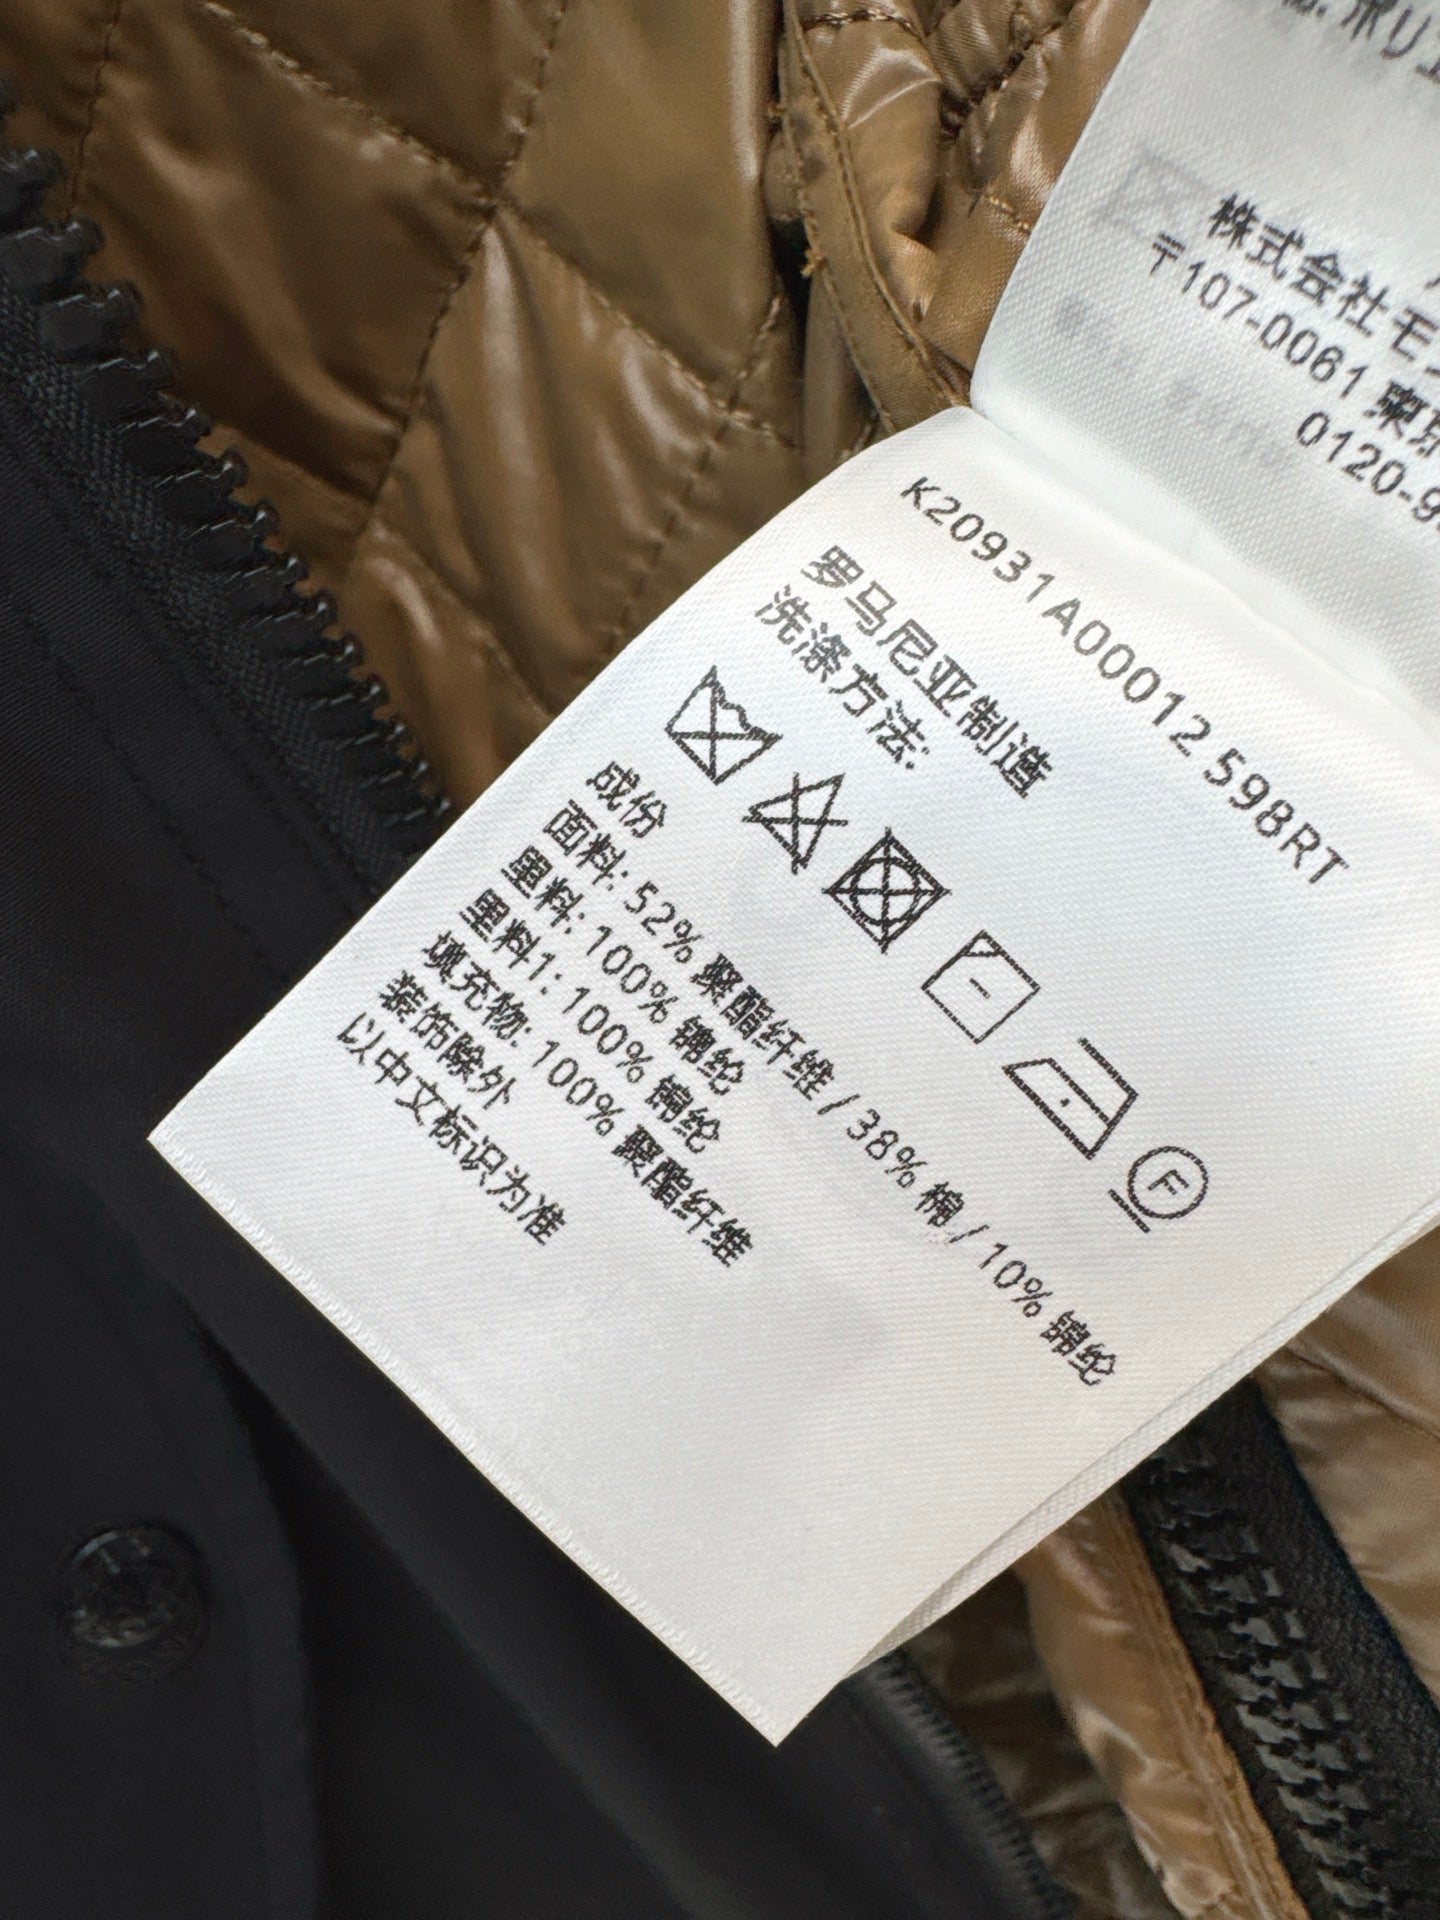 株式会社モ
〒107-0061 東京
0120-9
K20931A00012 598RT
罗马尼亚制造
洗涤方法:
F
成份
面料: 52% 聚酯纤维 / 38% 棉 / 10% 锦纶
里料: 100% 锦纶
里料1: 100% 锦纶
填充物: 100% 聚酯纤维
装饰除外
以中文标识为准